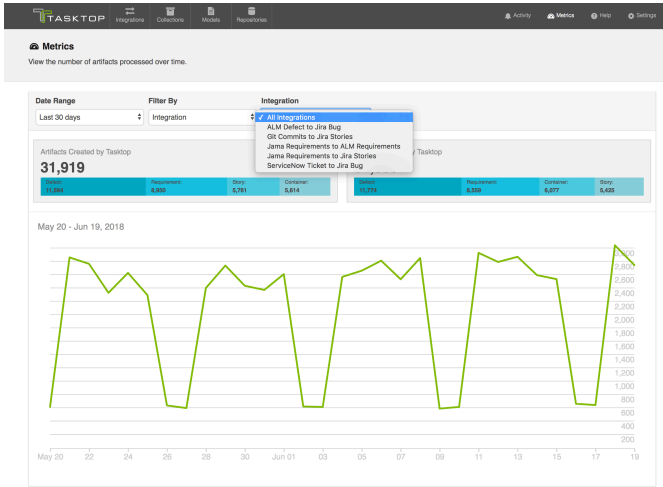 TASKTOP
Integrations
Collections
Models
Repositories
Activity
Metrics
Help
Settings
Metrics
View the number of artifacts processed over time.
Date Range
Filter By
Integration
Last 30 days
Integration
✓ All Integrations
ALM Defect to Jira Bug
Git Commits to Jira Stories
Jama Requirements to ALM Requirements
Jama Requirements to Jira Stories
ServiceNow Ticket to Jira Bug
Artifacts Created by Tasktop
31,919
Defect: Requirement: Story: Container:
8,930 5,781 5,614
by Tasktop
Defect: Requirement: Container: Story:
11,774 8,559 6,077 5,425
May 20 - Jun 19, 2018
2,800
2,600
2,400
2,200
2,000
1,800
1,600
1,400
1,200
1,000
800
600
400
200
May 20 22 24 26 28 30 Jun 01 03 05 07 09 11 13 15 17 19